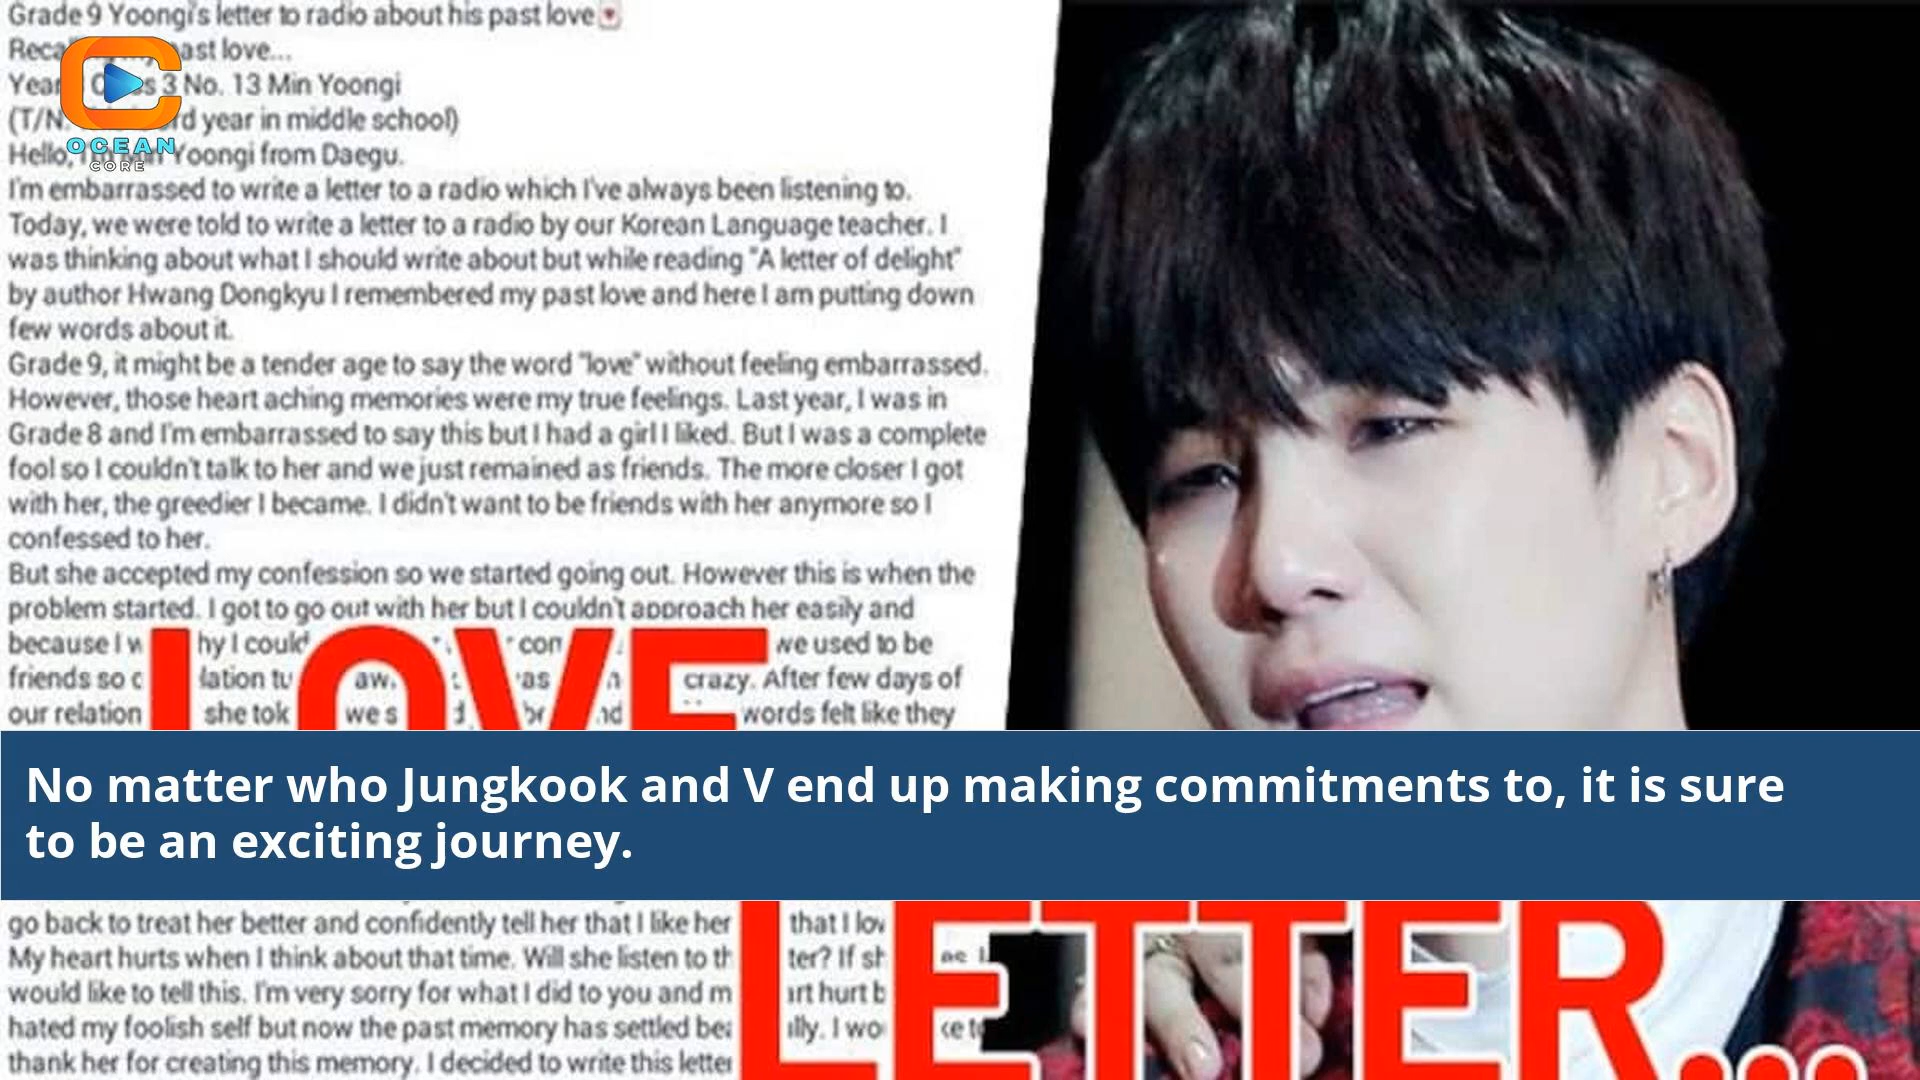 Grade 9 Yoongi's letter to radio about his past love
past love...
Year 3 No. 13 Min Yoongi
(T/N. year in middle school)
Hello, Yoongi from Daegu.
OCEAN
CORE
I'm embarrassed to write a letter to a radio which I've always been listening to.
Today, we were told to write a letter to a radio by our Korean Language teacher. I
was thinking about what I should write about but while reading "A letter of delight"
by author Hwang Dongkyu I remembered my past love and here I am putting down
few words about it.
Grade 9, it might be a tender age to say the word "love" without feeling embarrassed.
However, those heart aching memories were my true feelings. Last year, I was in
Grade 8 and I'm embarrassed to say this but I had a girl I liked. But I was a complete
fool so I couldn't talk to her and we just remained as friends. The more closer I got
with her, the greedier I became. I didn't want to be friends with her anymore so I
confessed to her.
But she accepted my confession so we started going out. However this is when the
problem started. I got to go out with her but I couldn't approach her easily and
because I we used to be
friends so crazy. After few days of
our relation she words felt like they
LOVE
No matter who Jungkook and V end up making commitments to, it is sure
to be an exciting journey.
go back to treat her better and confidently tell her that I like her that I
My heart hurts when I think about that time. Will she listen to If
would like to tell this. I'm very sorry for what I did to you and hurt
hated my foolish self but now the past memory has settled I
thank her for creating this memory. I decided to write this letter
LETTER...